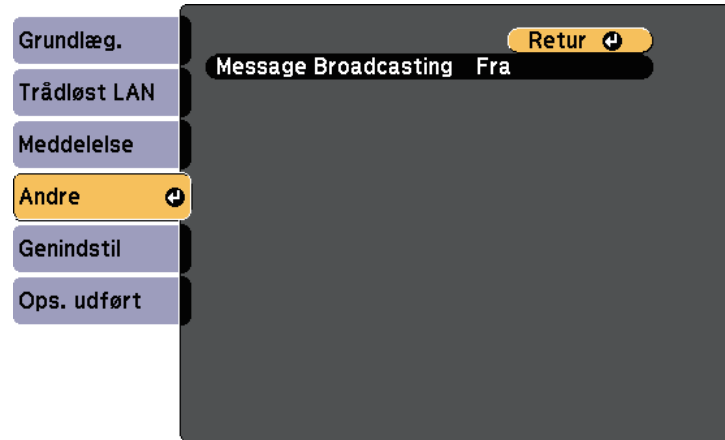 Grundlæg.
Trådløst LAN
Meddelelse
Andre
Genindstil
Ops. udført
Retur
Message Broadcasting Fra